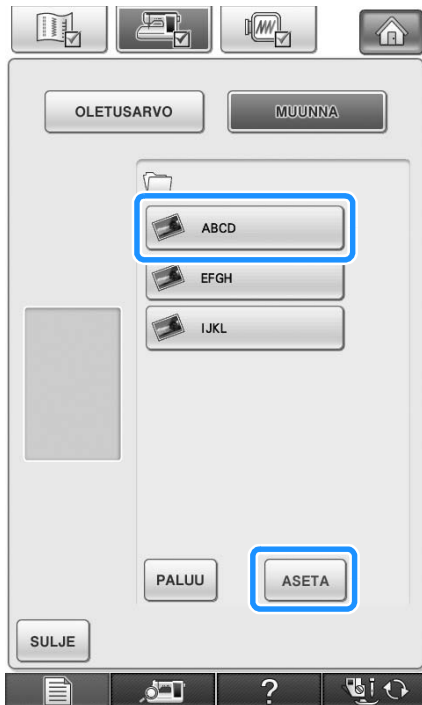 OLETUSARVO MUUNNA
ABCD
EFGH
IJKL
PALUU ASETA
SULJE
?